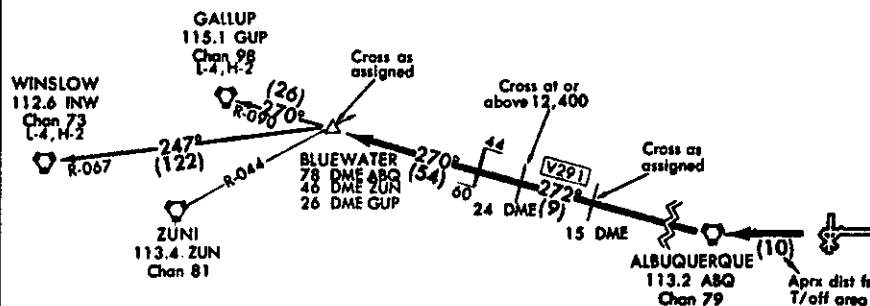 GALLUP
115.1 GUP
Chan 98
L-4, H-2
WINSLOW
112.6 INW
Chan 73
L-4, H-2
Cross as
assigned
Cross at or
above 12,400
(26)
270°
R-090
247°
(122)
R-067
R-044
BLUEWATER
78 DME ABQ
46 DME ZUN
26 DME GUP
270°
(54)
44
60
V291
272°
(9)
24 DME
15 DME
Cross as
assigned
ZUNI
113.4 ZUN
Chan 81
ALBUQUERQUE
113.2 ABQ
Chan 79
(10)
Aprx dist fr
T/off area